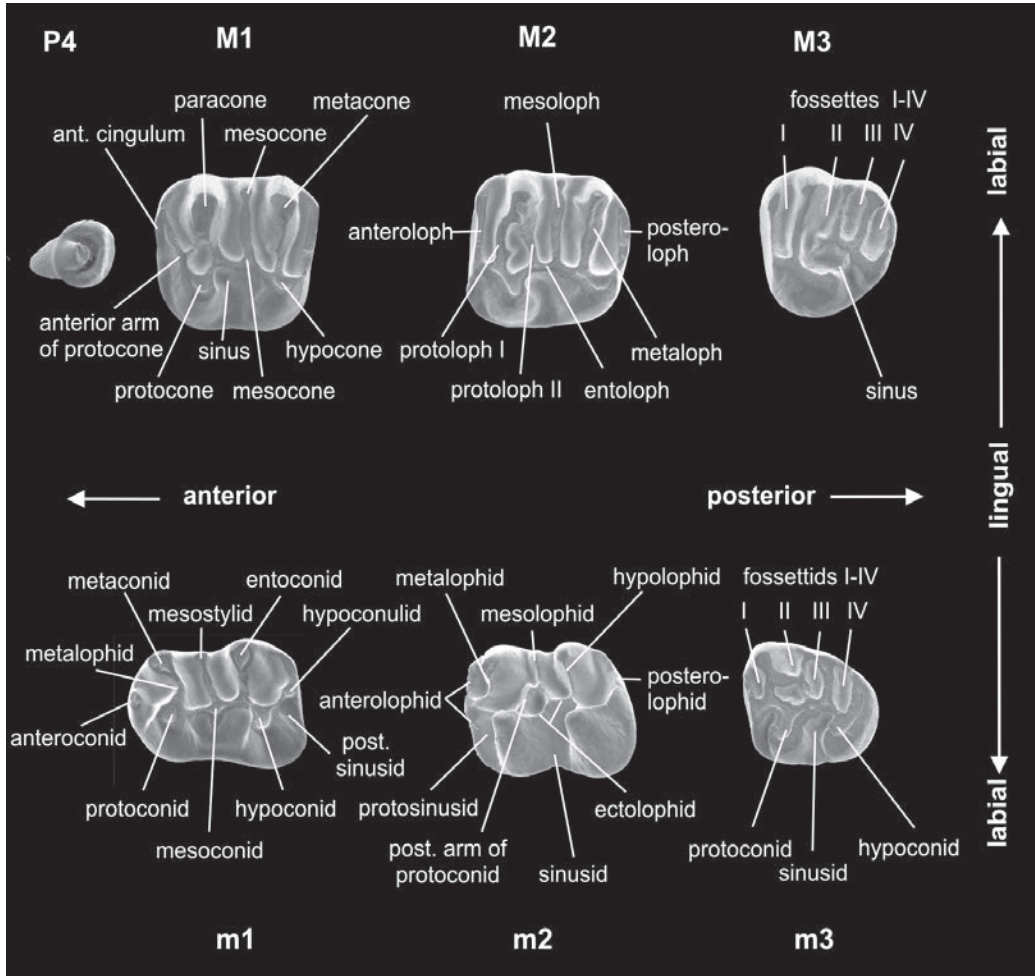 P4 M1 M2 M3
paracone
metacone
ant. cingulum
mesocone
anterior arm
of protocone
sinus
hypocone
protocone
mesocone
mesoloph
anteroloph
postero-
loph
protoloph I
metaloph
protoloph II
entoloph
fossettes I-IV
I II III IV
sinus
labial
lingual
labial
anterior
posterior
metaconid
entoconid
mesostylid
hypoconulid
metalophid
anteroconid
post.
sinusid
protoconid
hypoconid
mesoconid
metalophid
hypolophid
mesolophid
anterolophid
postero-
lophid
protosinusid
ectolophid
post. arm of
protoconid
sinusid
fossettids I-IV
I II III IV
protoconid
hypoconid
sinusid
m1 m2 m3